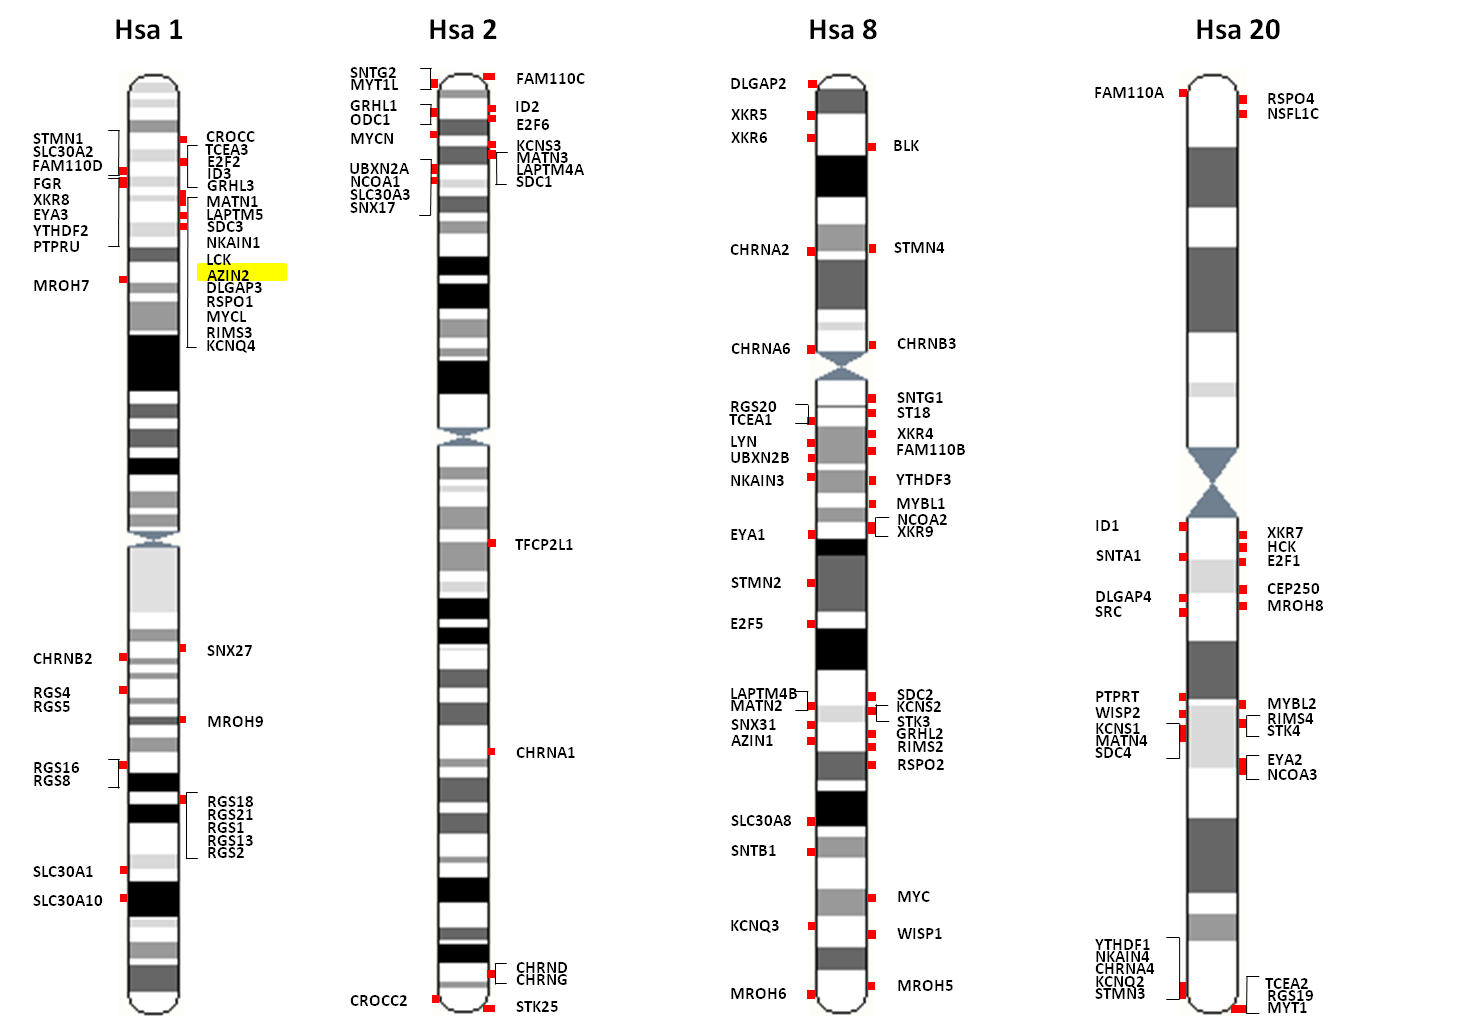 Hsa 1
STMN1
SLC30A2
FAM110D
FGR
XKR8
EYA3
YTHDF2
PTPRU
MROH7
CHRNB2
RGS4
RGS5
RGS16
RGS8
SLC30A1
SLC30A10
CROCC
TCEA3
E2F2
ID3
GRHL3
MATN1
LAPTM5
SDC3
NKAIN1
LCK
AZIN2
DLGAP3
RSPO1
MYCL
RIMS3
KCNQ4
SNX27
MROH9
RGS18
RGS21
RGS1
RGS13
RGS2
Hsa 2
SNTG2
MYT1L
GRHL1
ODC1
MYCN
UBXN2A
NCOA1
SLC30A3
SNX17
CROCC2
FAM110C
ID2
E2F6
KCNS3
MATN3
LAPTM4A
SDC1
TFCP2L1
CHRNA1
CHRND
CHRNG
STK25
Hsa 8
DLGAP2
XKR5
XKR6
CHRNA2
CHRNA6
RGS20
TCEA1
LYN
UBXN2B
NKAIN3
EYA1
STMN2
E2F5
LAPTM4B
MATN2
SNX31
AZIN1
SLC30A8
SNTB1
KCNQ3
MROH6
BLK
STMN4
CHRNB3
SNTG1
ST18
XKR4
FAM110B
YTHDF3
MYBL1
NCOA2
XKR9
SDC2
KCNS2
STK3
GRHL2
RIMS2
RSPO2
MYC
WISP1
MROH5
Hsa 20
FAM110A
ID1
SNTA1
DLGAP4
SRC
PTPRT
WISP2
KCNS1
MATN4
SDC4
YTHDF1
NKAIN4
CHRNA4
KCNQ2
STMN3
RSPO4
NSFL1C
XKR7
HCK
E2F1
CEP250
MROH8
MYBL2
RIMS4
STK4
EYA2
NCOA3
TCEA2
RGS19
MYT1